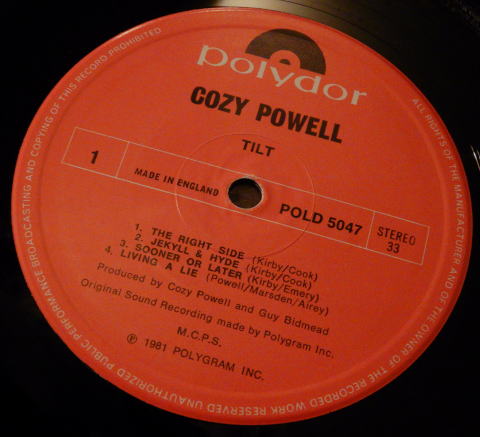 polydor
COZY POWELL
TILT
1
MADE IN ENGLAND
POLD 5047
STEREO
33
1. THE RIGHT SIDE (Kirby/Cook)
2. JEKYLL & HYDE (Kirby/Cook)
3. SOONER OR LATER (Kirby/Emery)
4. LIVING A LIE (Powell/Marsden/Airey)
Produced by Cozy Powell and Guy Bidmead
Original Sound Recording made by Polygram Inc.
M.C.P.S.
℗ 1981 POLYGRAM INC.
ALL RIGHTS OF THE MANUFACTURER AND OF THE OWNER OF THE RECORDED WORK RESERVED UNAUTHORIZED PUBLIC PERFORMANCE BROADCASTING AND COPYING OF THIS RECORD PROHIBITED